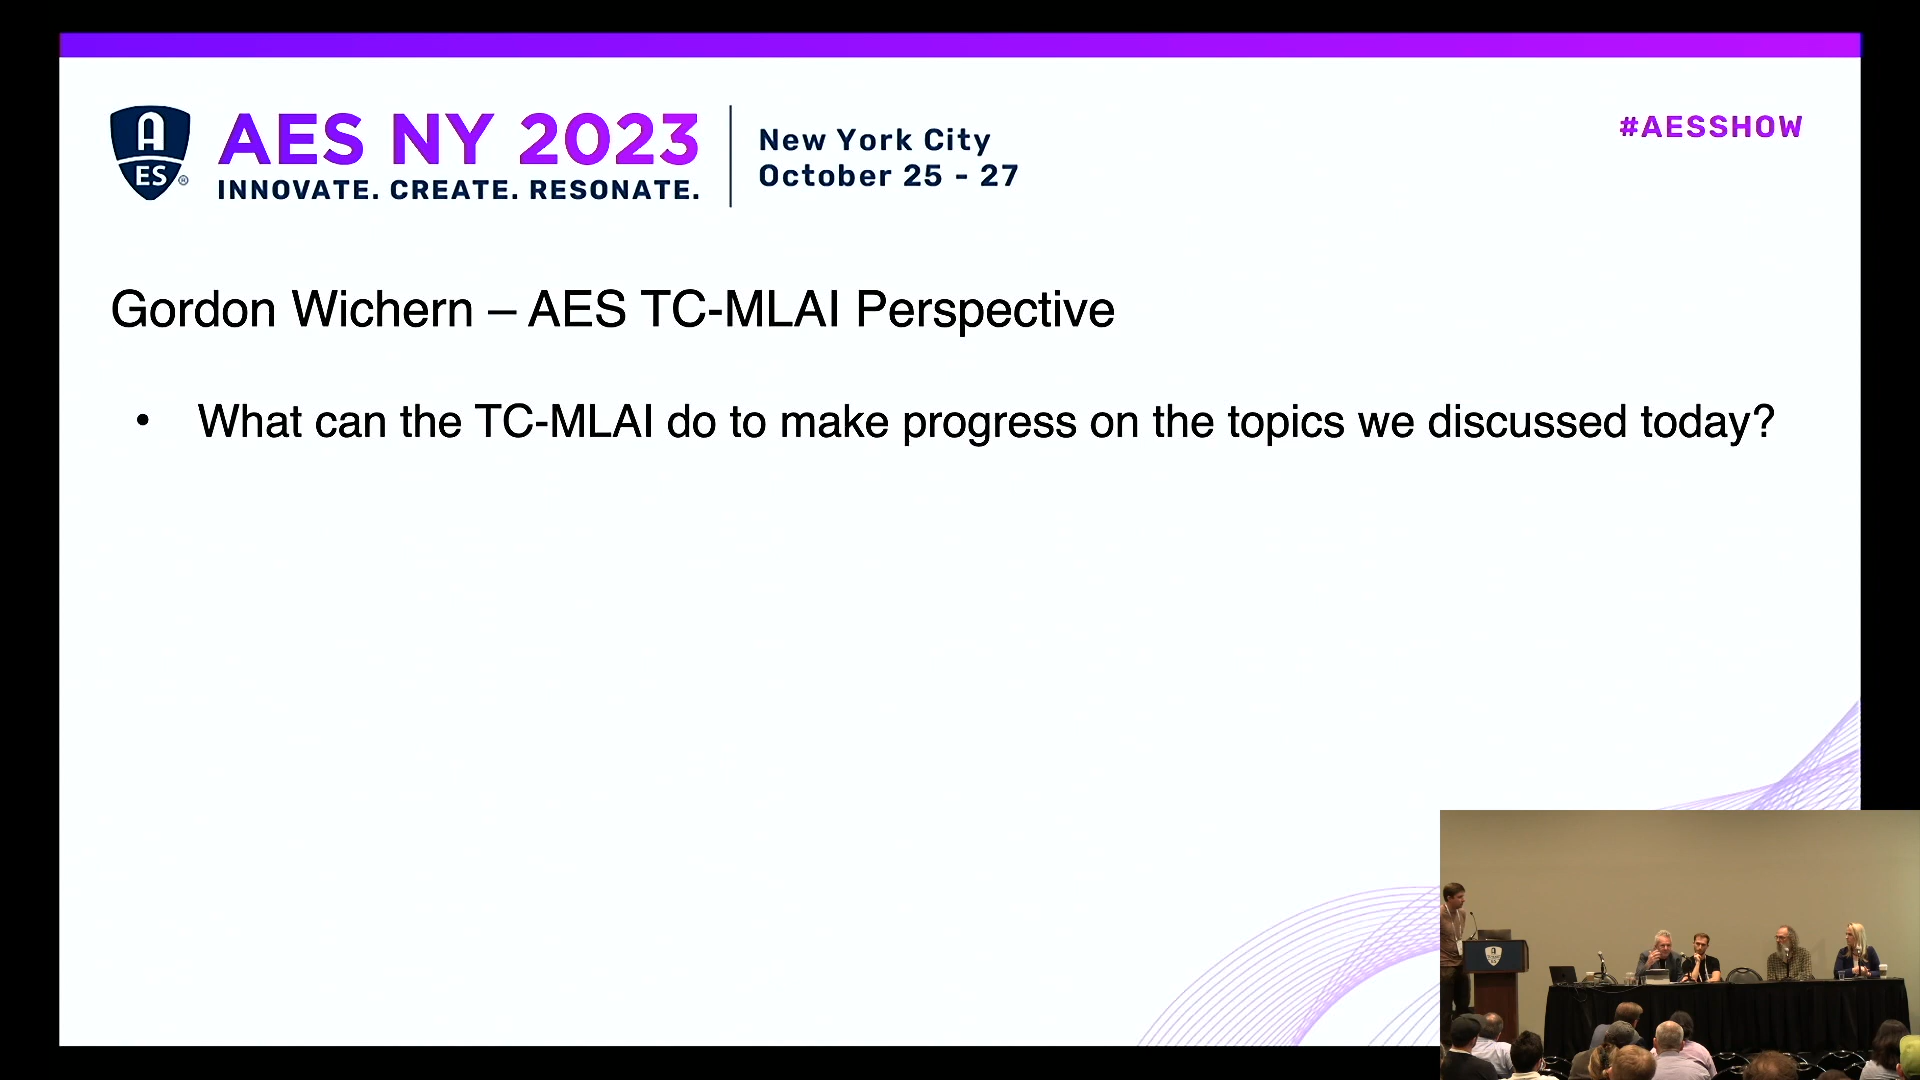 A
ES
®
AES NY 2023
INNOVATE. CREATE. RESONATE.
New York City
October 25 - 27
#AESSHOW
Gordon Wichern – AES TC-MLAI Perspective
• What can the TC-MLAI do to make progress on the topics we discussed today?